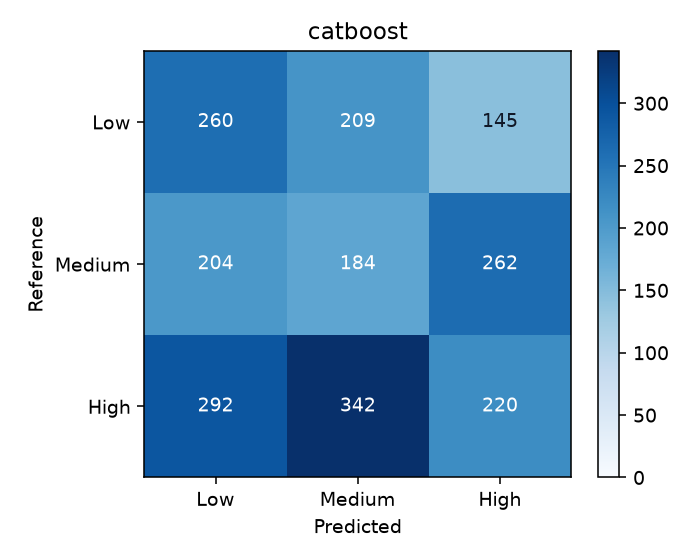 catboost
Low 260 209 145 300
250
200
Reference Medium 204 184 262
150
100
High 292 342 220
50
0
Low Medium High
Predicted